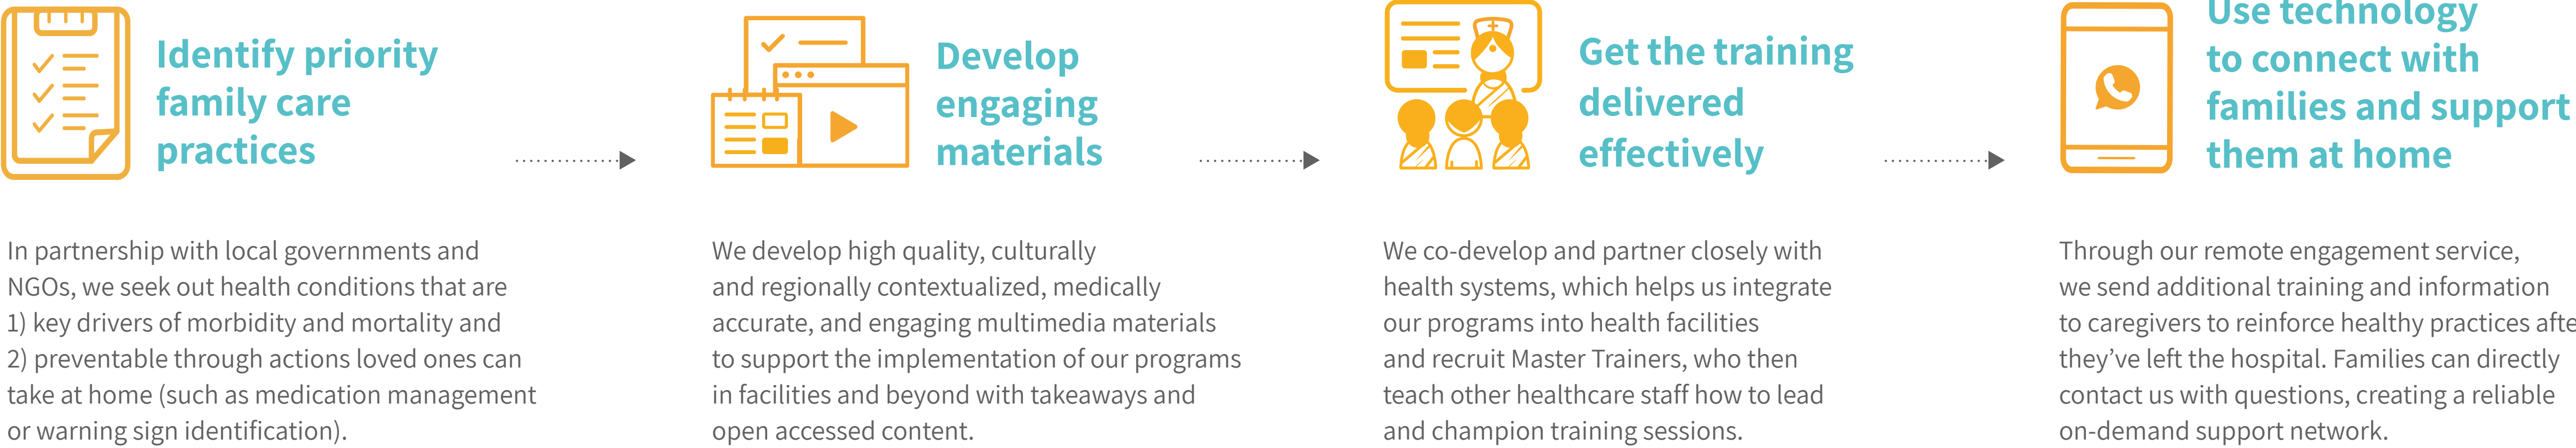 Identify priority
family care
practices
In partnership with local governments and
NGOs, we seek out health conditions that are
1) key drivers of morbidity and mortality and
2) preventable through actions loved ones can
take at home (such as medication management
or warning sign identification).
Develop
engaging
materials
We develop high quality, culturally
and regionally contextualized, medically
accurate, and engaging multimedia materials
to support the implementation of our programs
in facilities and beyond with takeaways and
open accessed content.
Get the training
delivered
effectively
We co-develop and partner closely with
health systems, which helps us integrate
our programs into health facilities
and recruit Master Trainers, who then
teach other healthcare staff how to lead
and champion training sessions.
Use technology
to connect with
families and support
them at home
Through our remote engagement service,
we send additional training and information
to caregivers to reinforce healthy practices afte
they’ve left the hospital. Families can directly
contact us with questions, creating a reliable
on-demand support network.